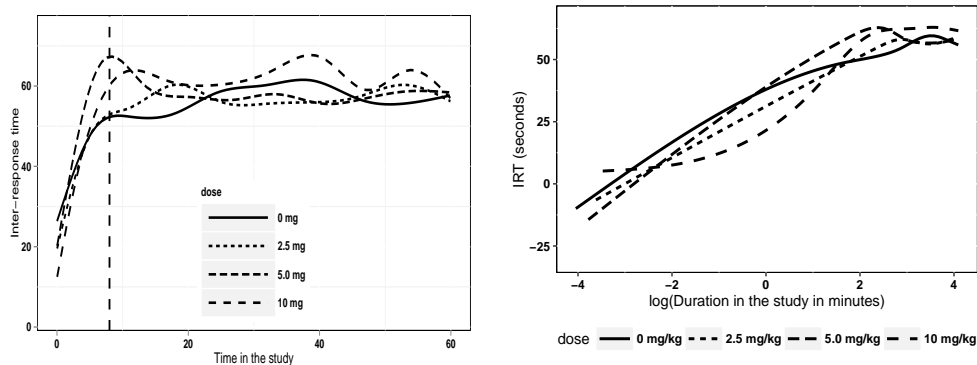 Inter-response time
60
40
20
0
dose
0 mg
2.5 mg
5.0 mg
10 mg
0 20 40 60
Time in the study
IRT (seconds)
50
25
0
−25
−4 −2 0 2 4
log(Duration in the study in minutes)
dose 0 mg/kg 2.5 mg/kg 5.0 mg/kg 10 mg/kg